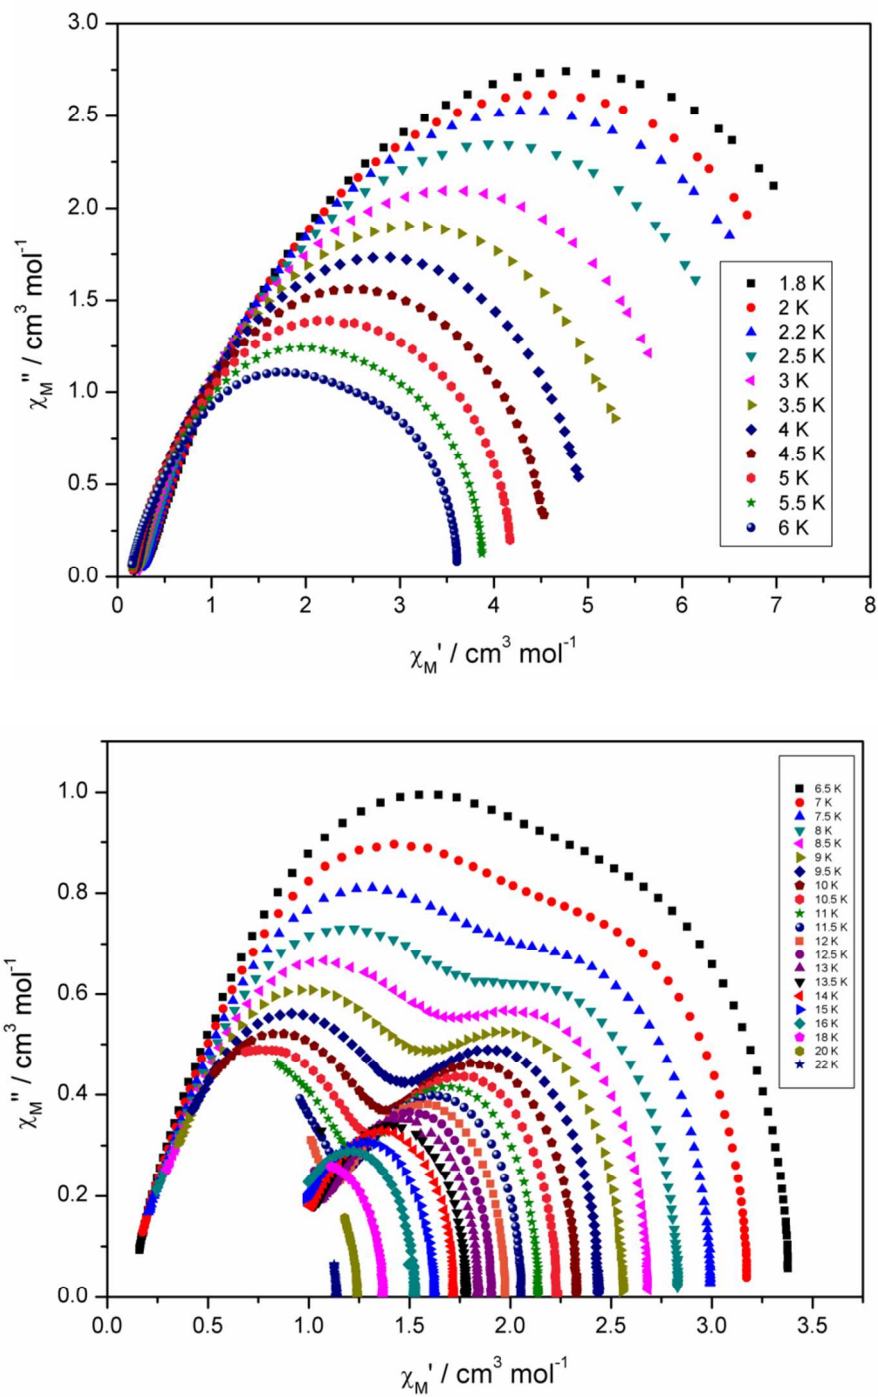 3.0
2.5
2.0
1.5
1.0
0.5
0.0
χM'' / cm³ mol⁻¹
1.8 K
2 K
2.2 K
2.5 K
3 K
3.5 K
4 K
4.5 K
5 K
5.5 K
6 K
0 1 2 3 4 5 6 7 8
χM' / cm³ mol⁻¹
1.0
0.8
0.6
0.4
0.2
0.0
χM'' / cm³ mol⁻¹
6.5 K
7 K
7.5 K
8 K
8.5 K
9 K
9.5 K
10 K
10.5 K
11 K
11.5 K
12 K
12.5 K
13 K
13.5 K
14 K
15 K
16 K
18 K
20 K
22 K
0.0 0.5 1.0 1.5 2.0 2.5 3.0 3.5
χM' / cm³ mol⁻¹